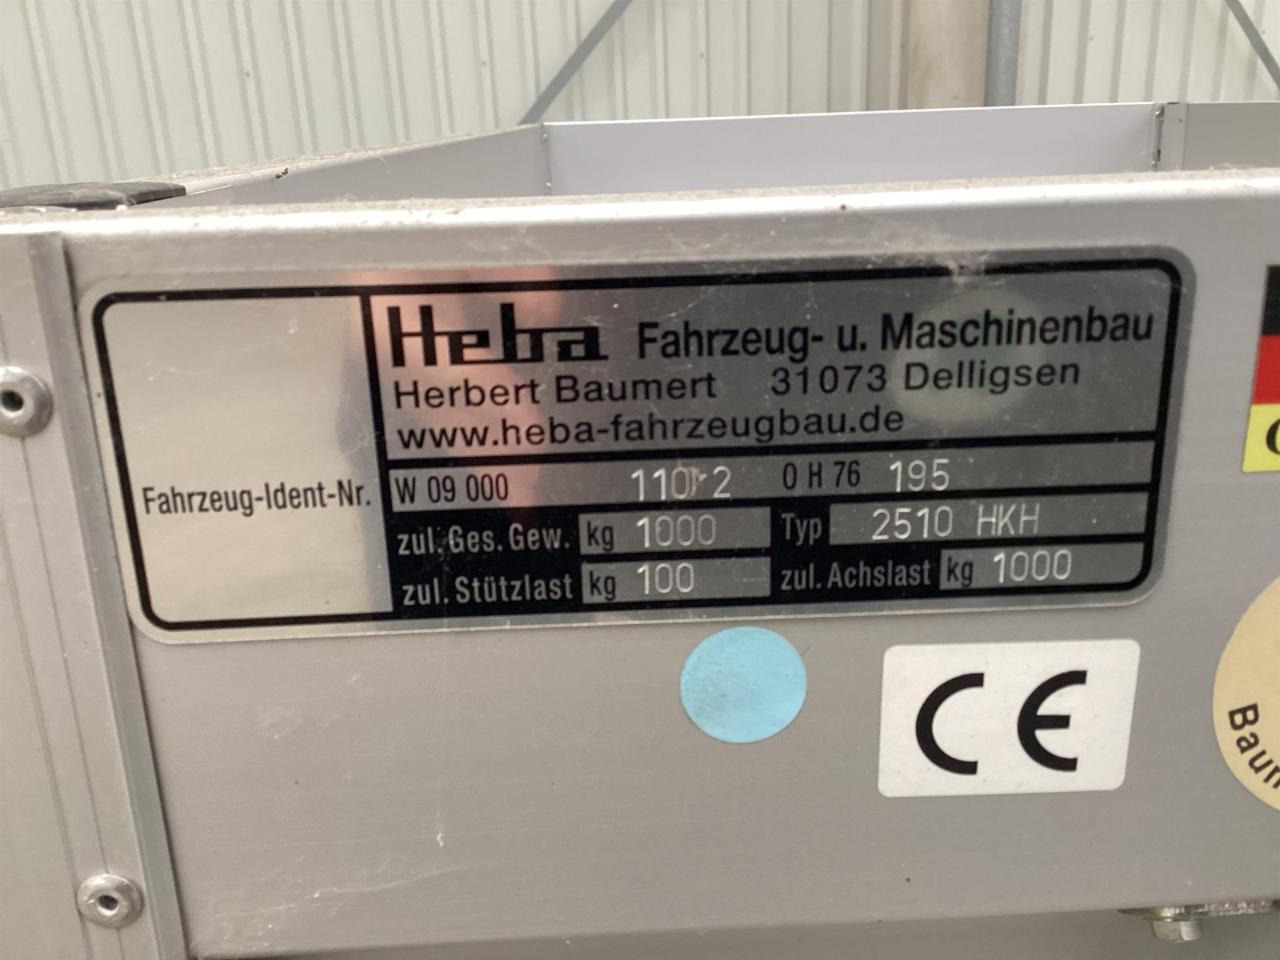 Heba Fahrzeug- u. Maschinenbau
Herbert Baumert 31073 Delligsen
www.heba-fahrzeugbau.de
Fahrzeug-Ident-Nr. W 09 000 0 H 76 195
zul. Ges. Gew. kg 1000 Typ 2510 HKH
zul. Stützlast kg 100 zul. Achslast kg 1000
CE